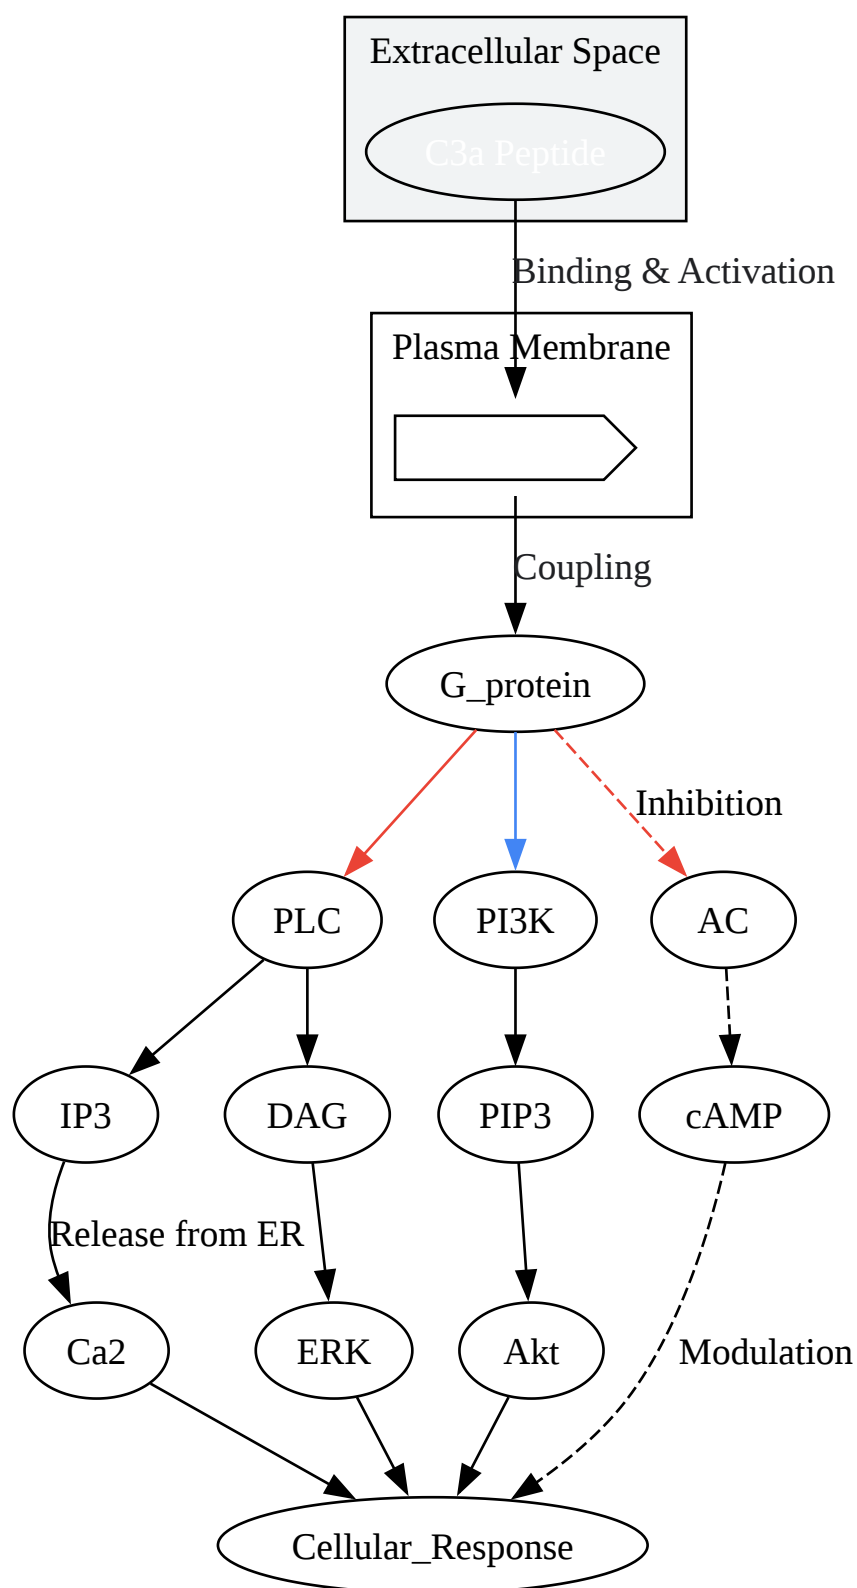 Extracellular Space
C3a Peptide
Binding & Activation
Plasma Membrane
Coupling
G_protein
Inhibition
PLC
PI3K
AC
IP3
DAG
PIP3
cAMP
Release from ER
Ca2
ERK
Akt
Modulation
Cellular_Response